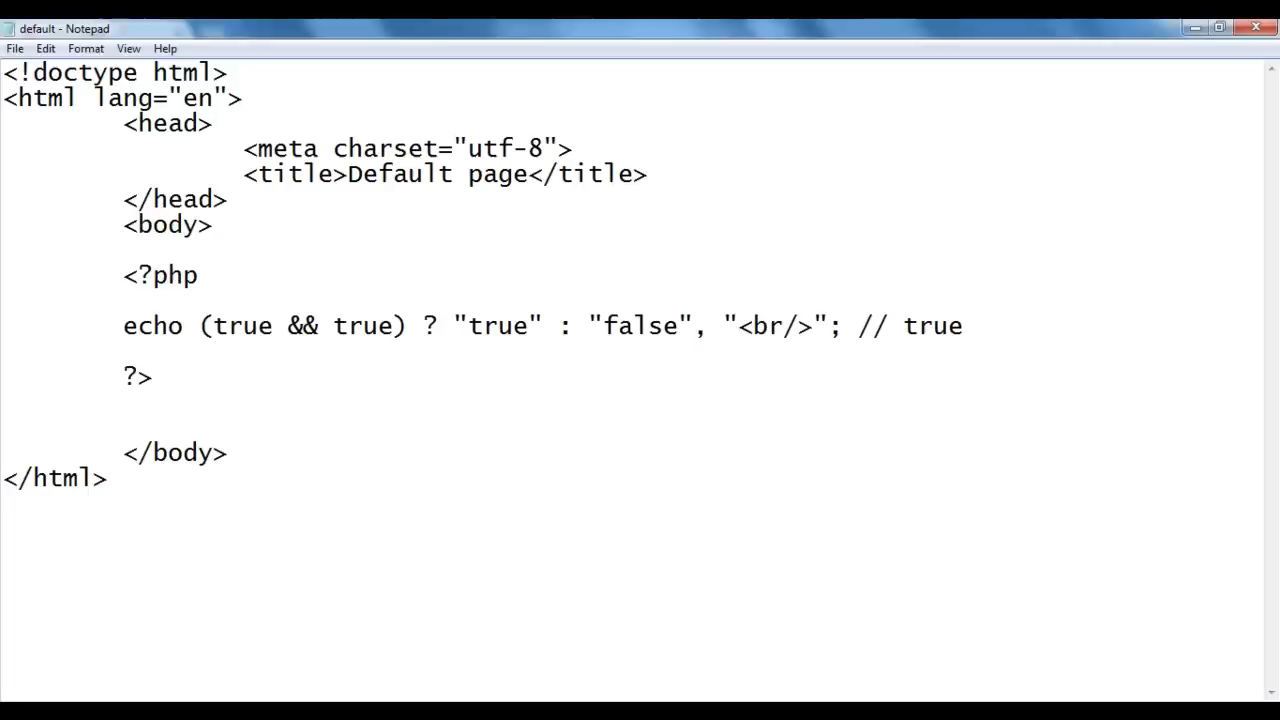 default - Notepad
File Edit Format View Help
<!doctype html>
<html lang="en">
<head>
<meta charset="utf-8">
<title>Default page</title>
</head>
<body>
<?php
echo (true && true) ? "true" : "false", "<br/>"; // true
?>
</body>
</html>